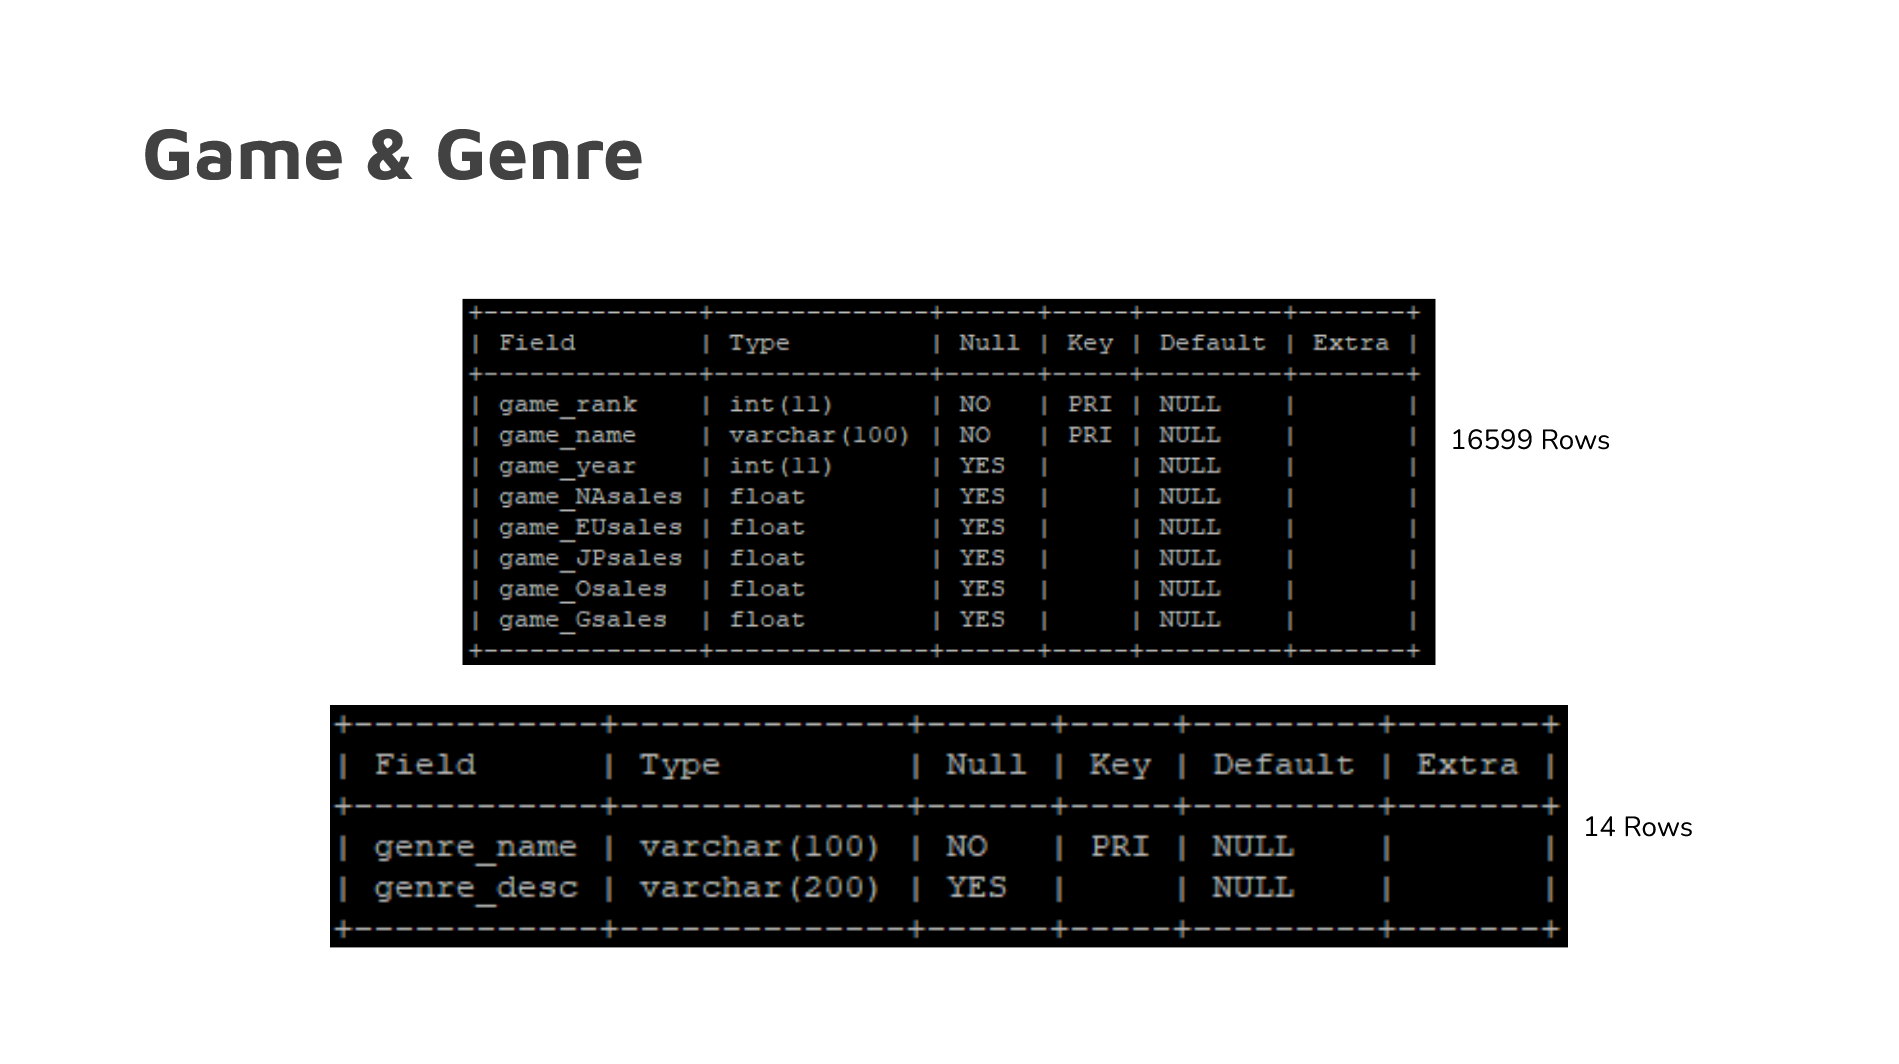 Game & Genre
+--------------+--------------+------+-----+---------+-------+
| Field        | Type         | Null | Key | Default | Extra |
+--------------+--------------+------+-----+---------+-------+
| game_rank    | int(11)      | NO   | PRI | NULL    |       |
| game_name    | varchar(100) | NO   | PRI | NULL    |       |
| game_year    | int(11)      | YES  |     | NULL    |       |
| game_NAsales | float        | YES  |     | NULL    |       |
| game_EUsales | float        | YES  |     | NULL    |       |
| game_JPsales | float        | YES  |     | NULL    |       |
| game_Osales  | float        | YES  |     | NULL    |       |
| game_Gsales  | float        | YES  |     | NULL    |       |
+--------------+--------------+------+-----+---------+-------+
16599 Rows
+------------+--------------+------+-----+---------+-------+
| Field      | Type         | Null | Key | Default | Extra |
+------------+--------------+------+-----+---------+-------+
| genre_name | varchar(100) | NO   | PRI | NULL    |       |
| genre_desc | varchar(200) | YES  |     | NULL    |       |
+------------+--------------+------+-----+---------+-------+
14 Rows